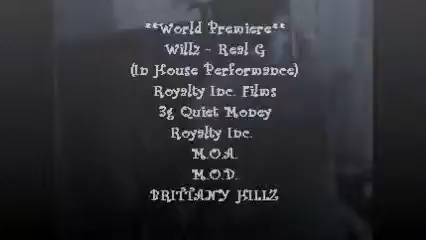 **World Premiere**
Willz - Real G
(In House Performance)
Royalty Inc. Films
3g Quiet Money
Royalty Inc.
M.O.A.
M.O.D.
BRITTANY HILLZ